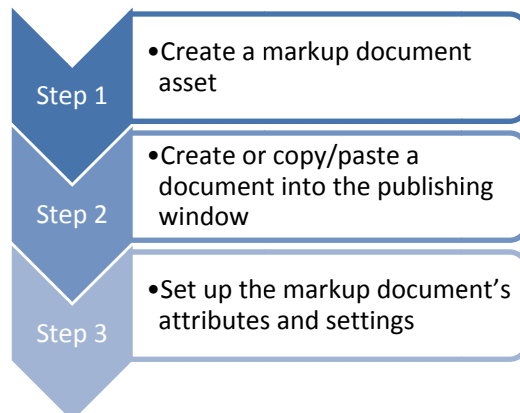 Step 1
•Create a markup document
asset
Step 2
•Create or copy/paste a
document into the publishing
window
Step 3
•Set up the markup document’s
attributes and settings